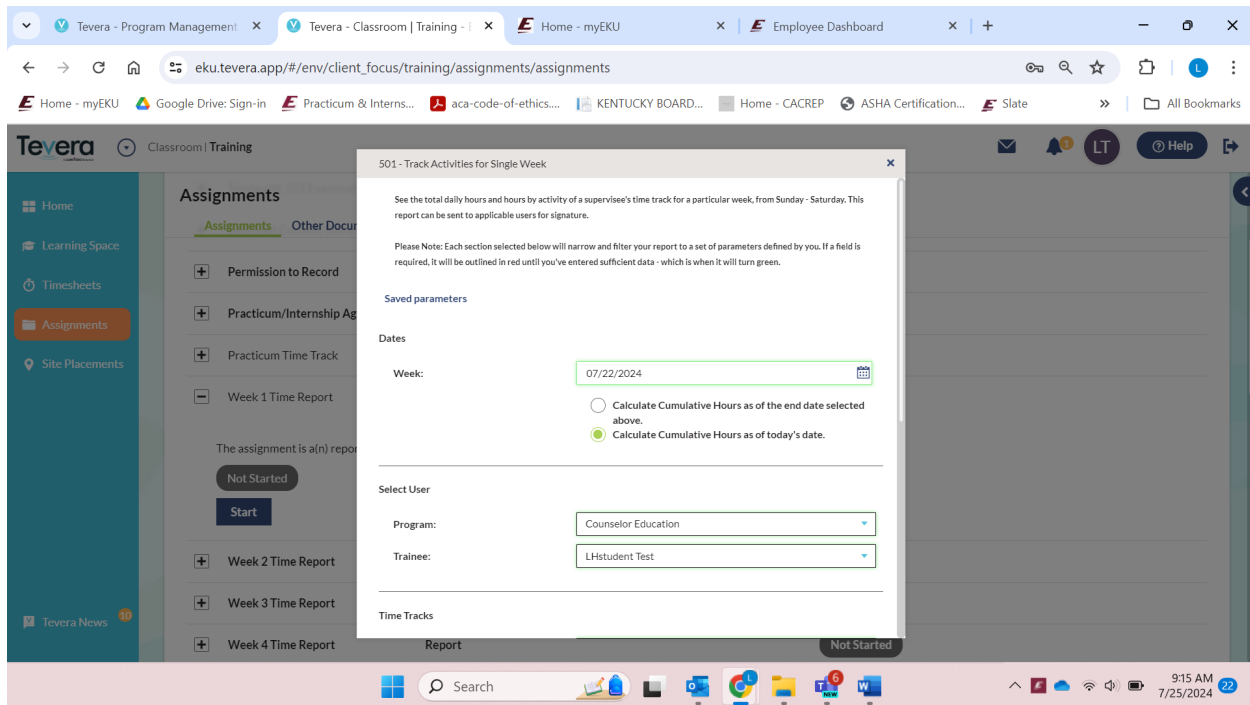 Tevera - Program Management
Tevera - Classroom | Training - E
Home - myEKU
Employee Dashboard
eku.tevera.app/#/env/client_focus/training/assignments/assignments
L
Home - myEKU
Google Drive: Sign-in
Practicum & Interns...
aca-code-of-ethics....
KENTUCKY BOARD...
Home - CACREP
ASHA Certification...
Slate
»
All Bookmarks
Tevera
Classroom | Training
1
LT
Help
Home
Learning Space
Timesheets
Assignments
Site Placements
Tevera News
10
Assignments
Assignments
Other Docur
Permission to Record
Practicum/Internship Ag
Practicum Time Track
Week 1 Time Report
The assignment is a(n) repor
Not Started
Start
Week 2 Time Report
Week 3 Time Report
Week 4 Time Report
Report
Not Started
501 - Track Activities for Single Week
See the total daily hours and hours by activity of a supervisee's time track for a particular week, from Sunday - Saturday. This
report can be sent to applicable users for signature.
Please Note: Each section selected below will narrow and filter your report to a set of parameters defined by you. If a field is
required, it will be outlined in red until you've entered sufficient data - which is when it will turn green.
Saved parameters
Dates
Week:
07/22/2024
Calculate Cumulative Hours as of the end date selected
above.
Calculate Cumulative Hours as of today's date.
Select User
Program:
Counselor Education
Trainee:
LHstudent Test
Time Tracks
Search
6
NEW
9:15 AM
7/25/2024
22